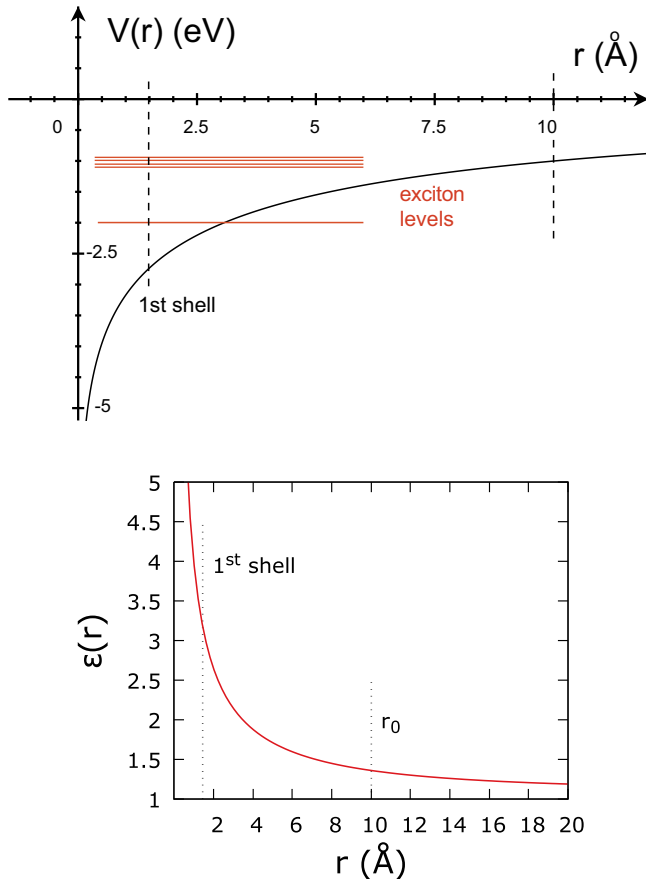 V(r) (eV)
r (Å)
0 2.5 5 7.5 10
exciton
levels
-2.5
1st shell
-5
5
4.5
4
3.5
3
2.5
2
1.5
1
1st shell
r0
ε(r)
2 4 6 8 10 12 14 16 18 20
r (Å)